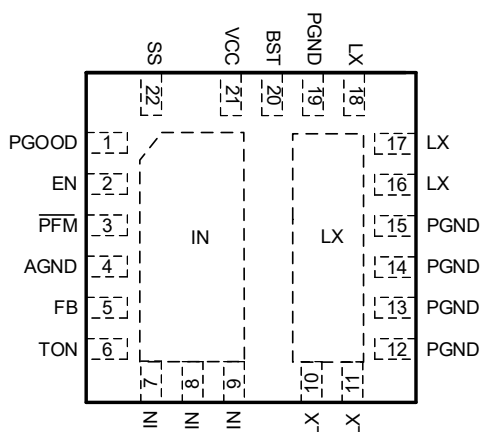 SS VCC BST PGND LX
22 21 20 19 18
PGOOD 1 17 LX
EN 2 16 LX
PFM 3 15 PGND
IN LX
AGND 4 14 PGND
FB 5 13 PGND
TON 6 12 PGND
7 8 9 10 11
IN IN IN LX LX